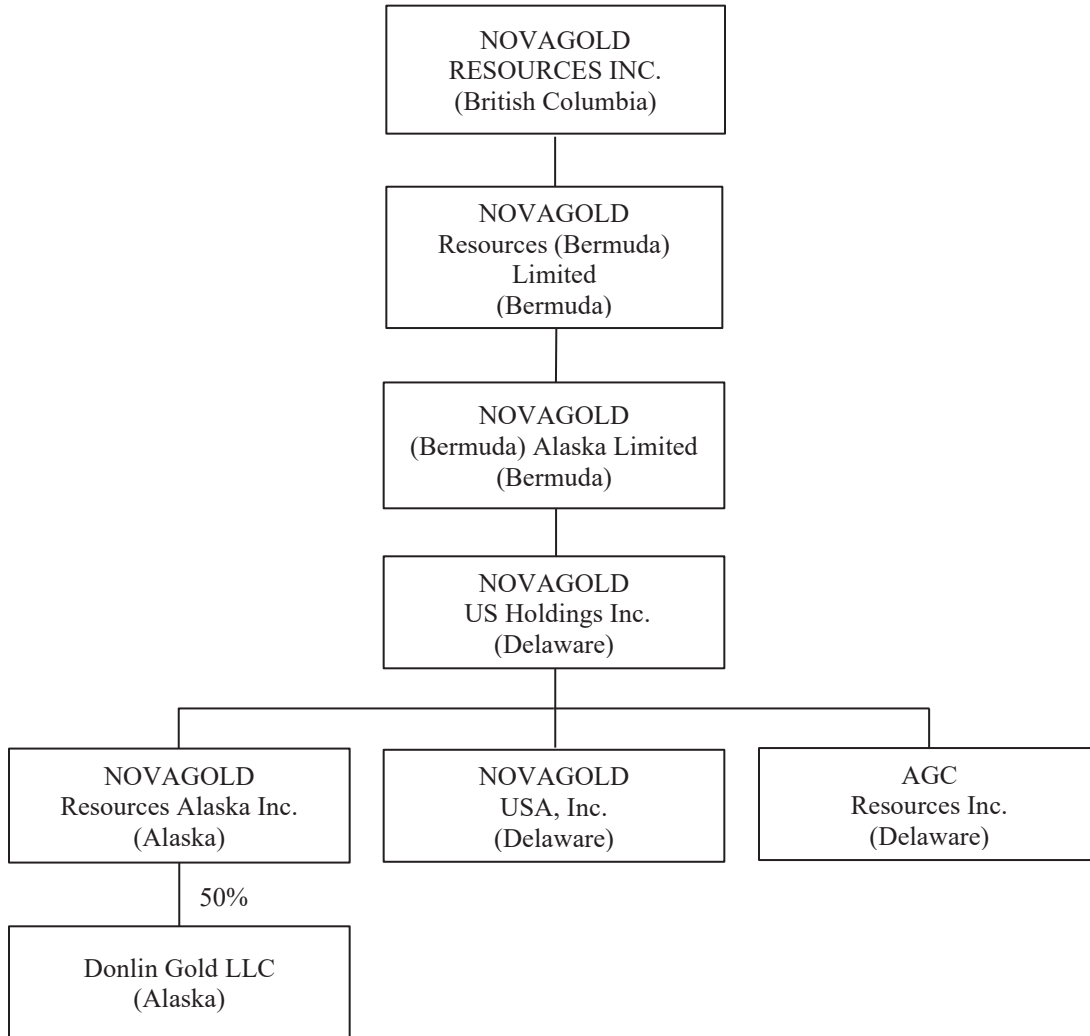 NOVAGOLD
RESOURCES INC.
(British Columbia)
NOVAGOLD
Resources (Bermuda)
Limited
(Bermuda)
NOVAGOLD
(Bermuda) Alaska Limited
(Bermuda)
NOVAGOLD
US Holdings Inc.
(Delaware)
NOVAGOLD
Resources Alaska Inc.
(Alaska)
NOVAGOLD
USA, Inc.
(Delaware)
AGC
Resources Inc.
(Delaware)
50%
Donlin Gold LLC
(Alaska)